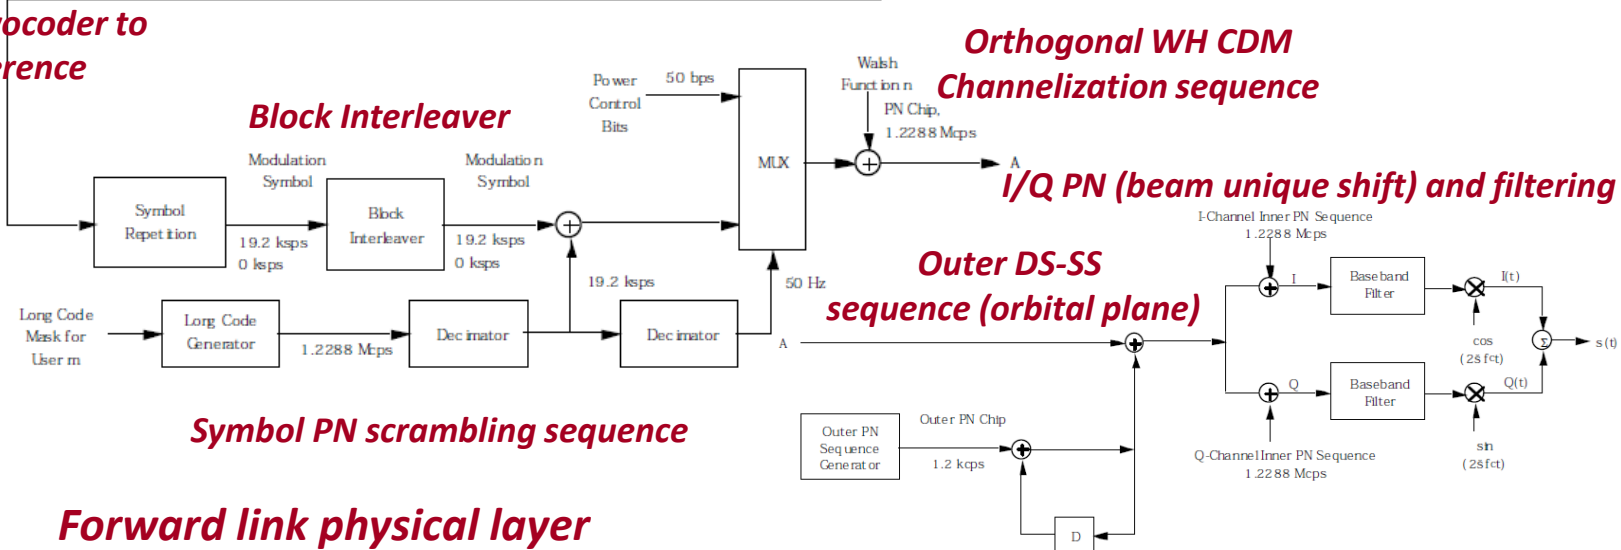 vocoder to
erence
Orthogonal WH CDM
Channelization sequence
Walsh
Function n
PN Chip,
1.2288 Mcps
Power
Control
Bits
50 bps
MUX
A
Block Interleaver
Modulation
Symbol
Modulation
Symbol
Symbol
Repetition
19.2 ksps
0 ksps
Block
Interleaver
19.2 ksps
0 ksps
19.2 ksps
50 Hz
Long Code
Mask for
User m
Long Code
Generator
1.2288 Mcps
Decimator
Decimator
Symbol PN scrambling sequence
I/Q PN (beam unique shift) and filtering
I-Channel Inner PN Sequence
1.2288 Mcps
Outer DS-SS
sequence (orbital plane)
A
I
Baseband
Filter
I(t)
cos
(2šfct)
Σ
s(t)
Q
Baseband
Filter
Q(t)
sin
(2šfct)
Q-Channel Inner PN Sequence
1.2288 Mcps
Outer PN
Sequence
Generator
Outer PN Chip
1.2 kcps
D
Forward link physical layer